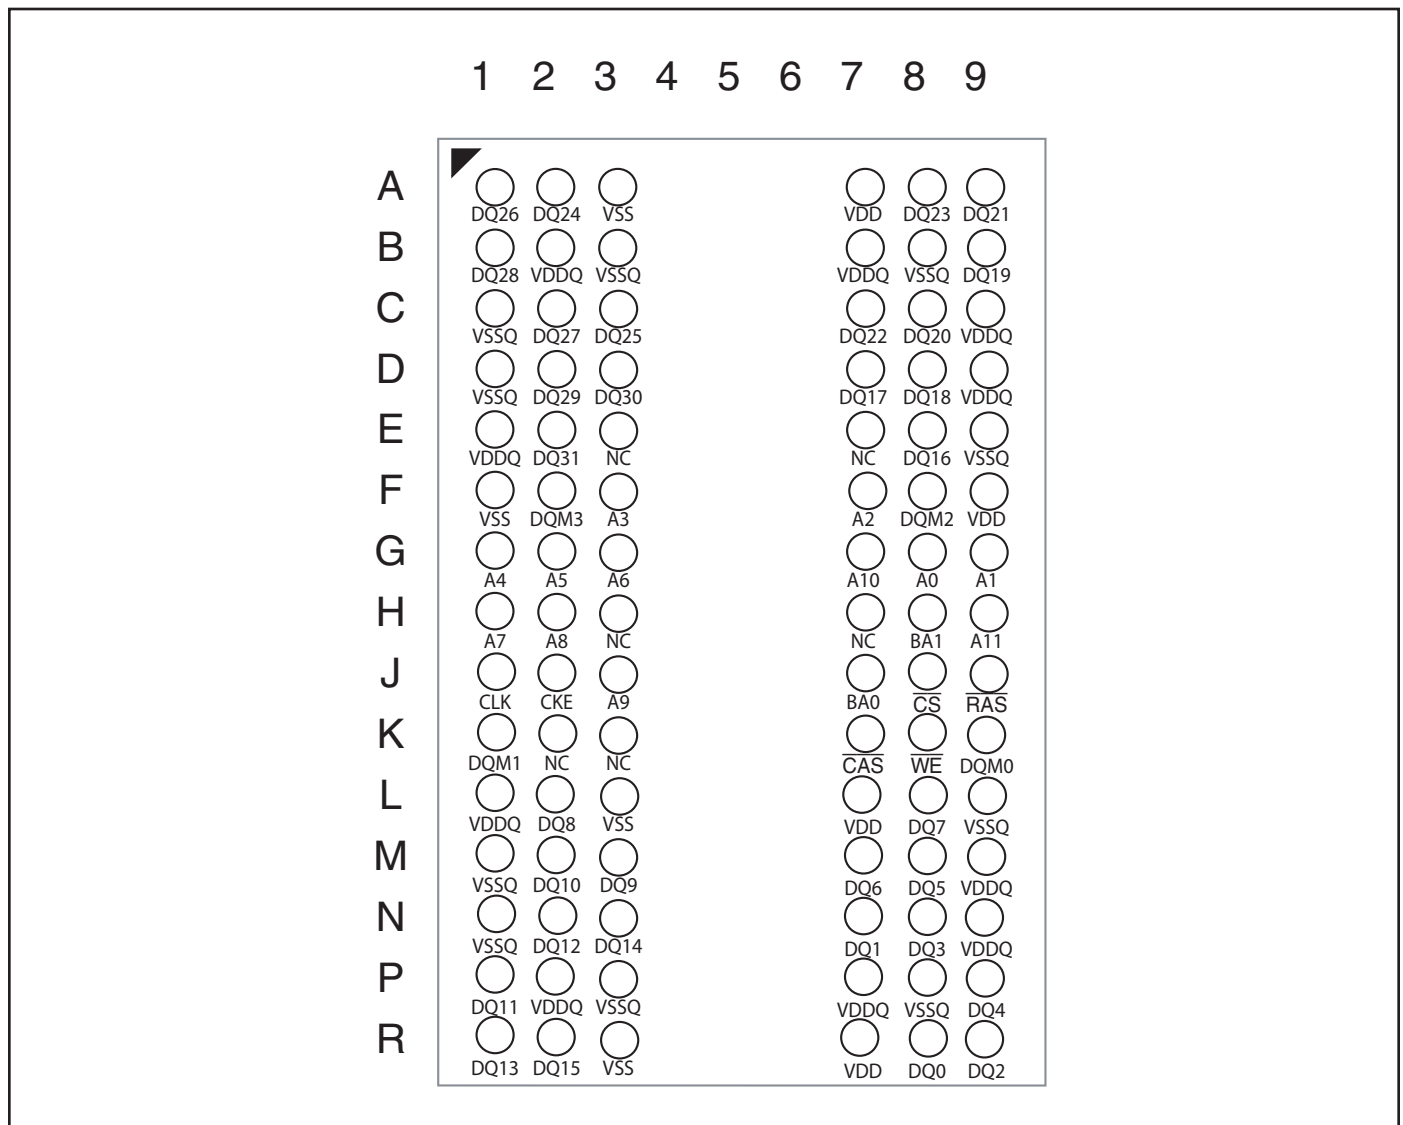 1 2 3 4 5 6 7 8 9
A
DQ26 DQ24 VSS VDD DQ23 DQ21
B
DQ28 VDDQ VSSQ VDDQ VSSQ DQ19
C
VSSQ DQ27 DQ25 DQ22 DQ20 VDDQ
D
VSSQ DQ29 DQ30 DQ17 DQ18 VDDQ
E
VDDQ DQ31 NC NC DQ16 VSSQ
F
VSS DQM3 A3 A2 DQM2 VDD
G
A4 A5 A6 A10 A0 A1
H
A7 A8 NC NC BA1 A11
J
CLK CKE A9 BA0 C̅S̅ R̅A̅S̅
K
DQM1 NC NC C̅A̅S̅ W̅E̅ DQM0
L
VDDQ DQ8 VSS VDD DQ7 VSSQ
M
VSSQ DQ10 DQ9 DQ6 DQ5 VDDQ
N
VSSQ DQ12 DQ14 DQ1 DQ3 VDDQ
P
DQ11 VDDQ VSSQ VDDQ VSSQ DQ4
R
DQ13 DQ15 VSS VDD DQ0 DQ2